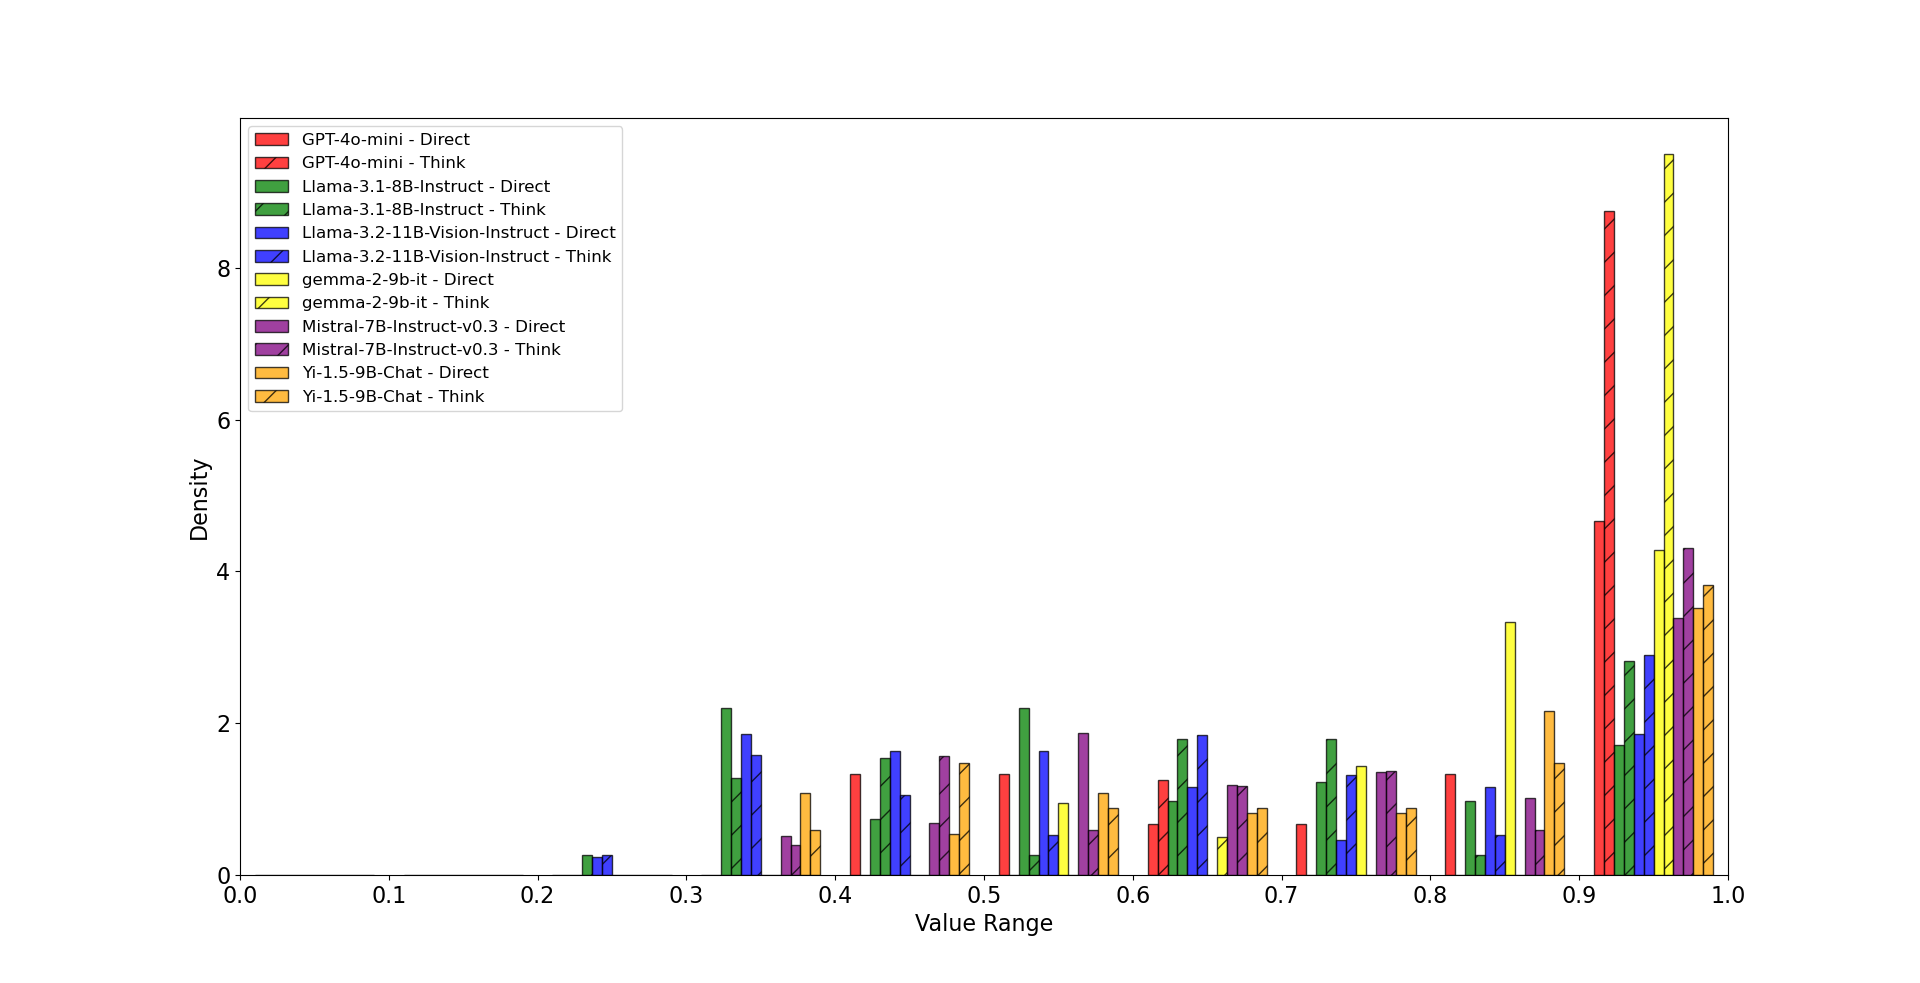 GPT-4o-mini - Direct
GPT-4o-mini - Think
Llama-3.1-8B-Instruct - Direct
Llama-3.1-8B-Instruct - Think
Llama-3.2-11B-Vision-Instruct - Direct
Llama-3.2-11B-Vision-Instruct - Think
gemma-2-9b-it - Direct
gemma-2-9b-it - Think
Mistral-7B-Instruct-v0.3 - Direct
Mistral-7B-Instruct-v0.3 - Think
Yi-1.5-9B-Chat - Direct
Yi-1.5-9B-Chat - Think
Density
8
6
4
2
0
0.0 0.1 0.2 0.3 0.4 0.5 0.6 0.7 0.8 0.9 1.0
Value Range